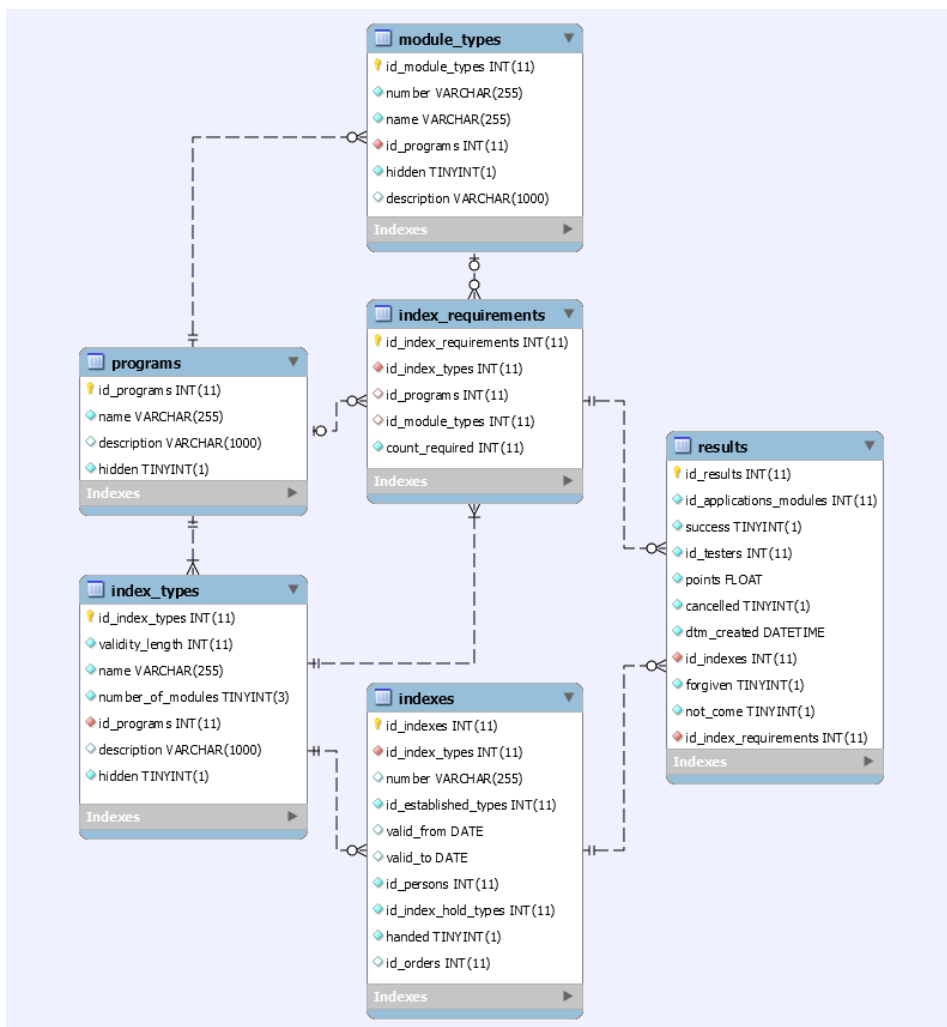 module_types
id_module_types INT(11)
number VARCHAR(255)
name VARCHAR(255)
id_programs INT(11)
hidden TINYINT(1)
description VARCHAR(1000)
Indexes
index_requirements
id_index_requirements INT(11)
id_index_types INT(11)
id_programs INT(11)
id_module_types INT(11)
count_required INT(11)
Indexes
programs
id_programs INT(11)
name VARCHAR(255)
description VARCHAR(1000)
hidden TINYINT(1)
Indexes
results
id_results INT(11)
id_applications_modules INT(11)
success TINYINT(1)
id_testers INT(11)
points FLOAT
cancelled TINYINT(1)
dtm_created DATETIME
id_indexes INT(11)
forgiven TINYINT(1)
not_come TINYINT(1)
id_index_requirements INT(11)
Indexes
index_types
id_index_types INT(11)
validity_length INT(11)
name VARCHAR(255)
number_of_modules TINYINT(3)
id_programs INT(11)
description VARCHAR(1000)
hidden TINYINT(1)
Indexes
indexes
id_indexes INT(11)
id_index_types INT(11)
number VARCHAR(255)
id_established_types INT(11)
valid_from DATE
valid_to DATE
id_persons INT(11)
id_index_hold_types INT(11)
handed TINYINT(1)
id_orders INT(11)
Indexes